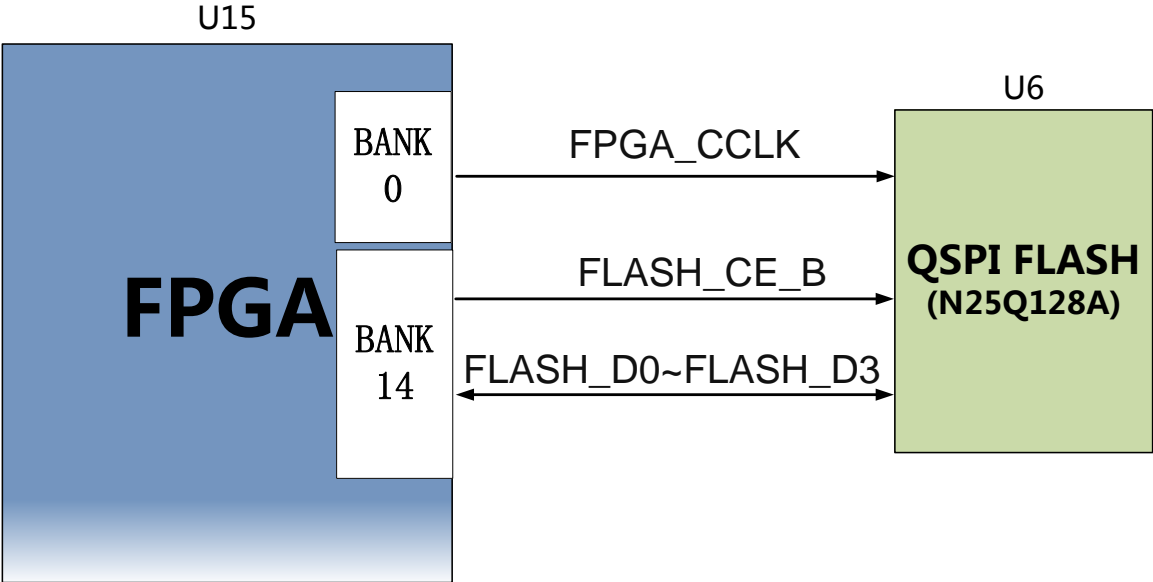 U15
U6
BANK
0
FPGA_CCLK
FPGA
BANK
14
FLASH_CE_B
FLASH_D0~FLASH_D3
QSPI FLASH
(N25Q128A)